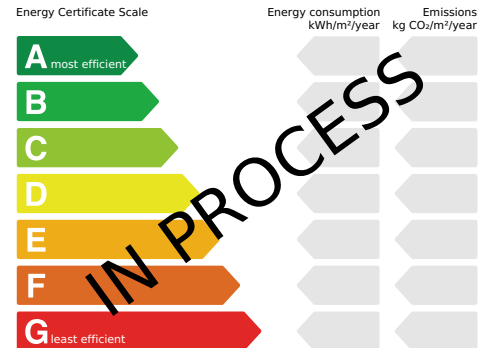 Energy Certificate Scale
Energy consumption
kWh/m²/year
Emissions
kg CO₂/m²/year
A most efficient
B
C
D
E
F
G least efficient
IN PROCESS